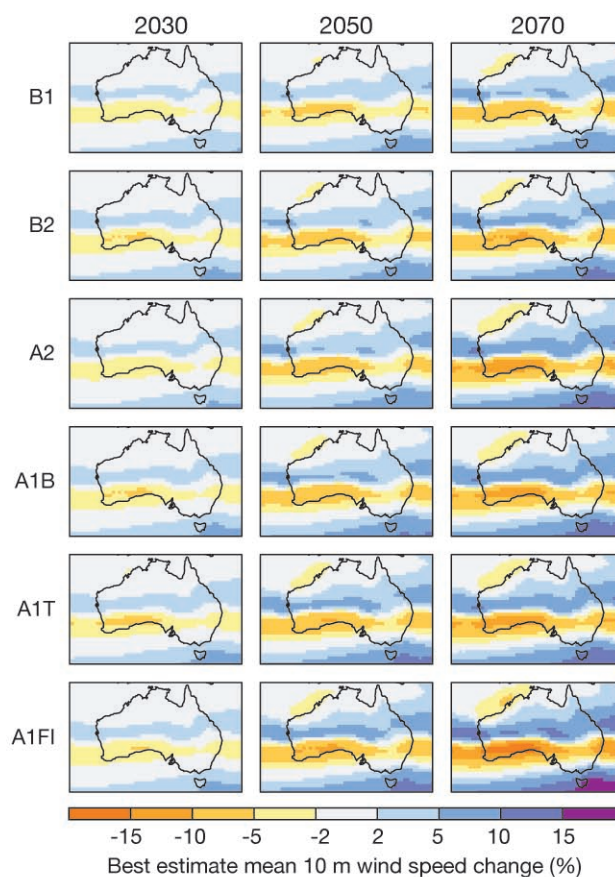 2030 2050 2070
B1
B2
A2
A1B
A1T
A1FI
-15 -10 -5 -2 2 5 10 15
Best estimate mean 10 m wind speed change (%)